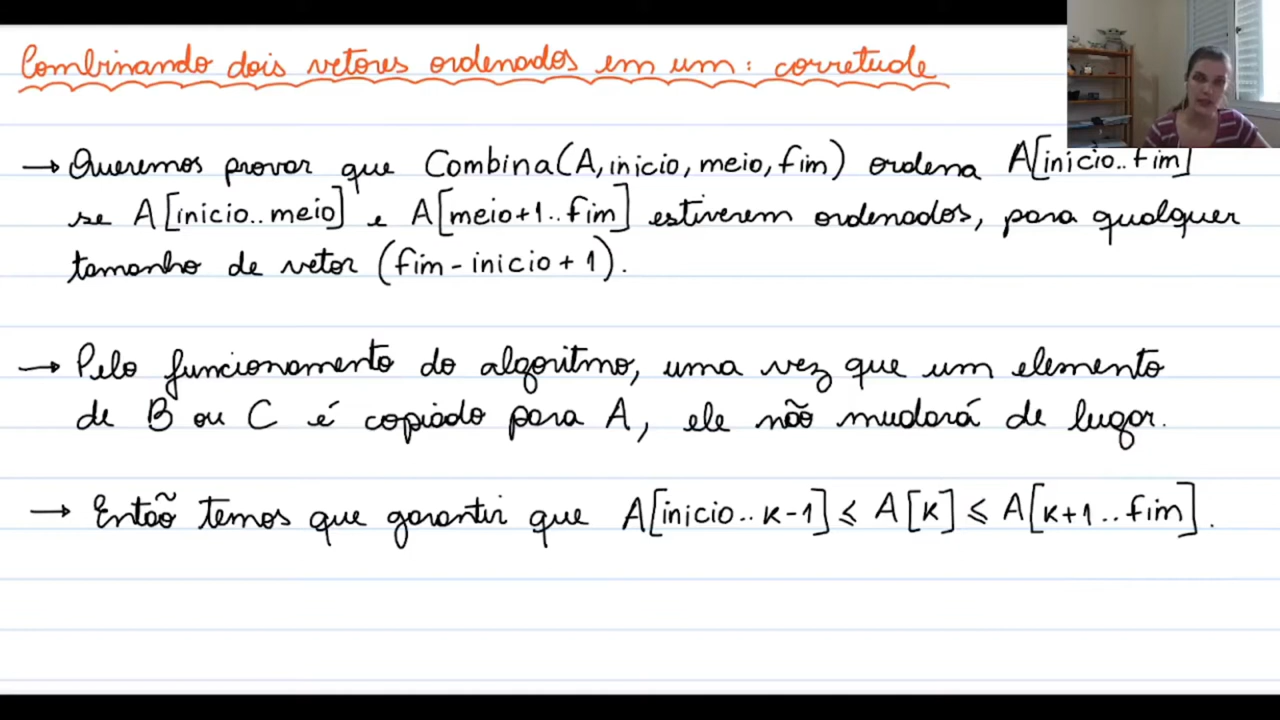 Combinando dois vetores ordenados em um: corretude
→ Queremos provar que Combina(A, inicio, meio, fim) ordena A[inicio..fim]
se A[inicio..meio] e A[meio+1..fim] estiverem ordenados, para qualquer
tamanho de vetor (fim - inicio + 1).
→ Pelo funcionamento do algoritmo, uma vez que um elemento
de B ou C é copiado para A, ele não mudará de lugar.
→ Então temos que garantir que A[inicio..k-1] ≤ A[k] ≤ A[k+1..fim].